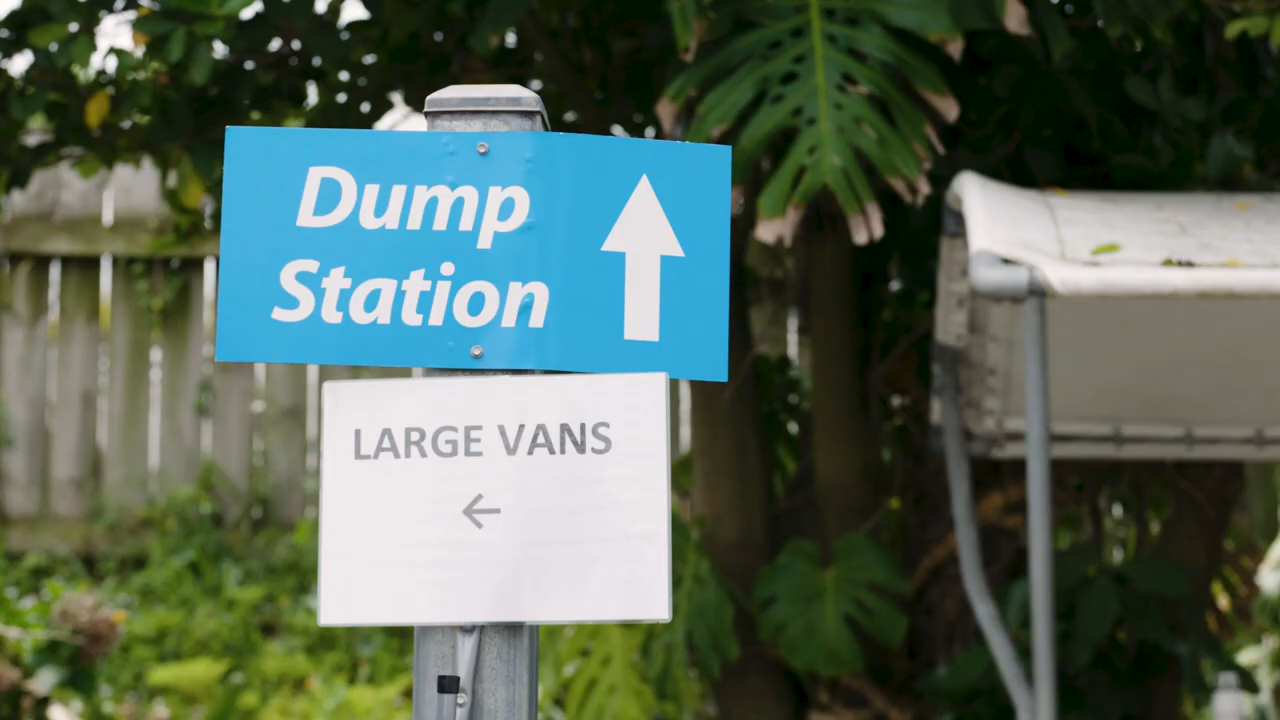 Dump
Station
LARGE VANS
←